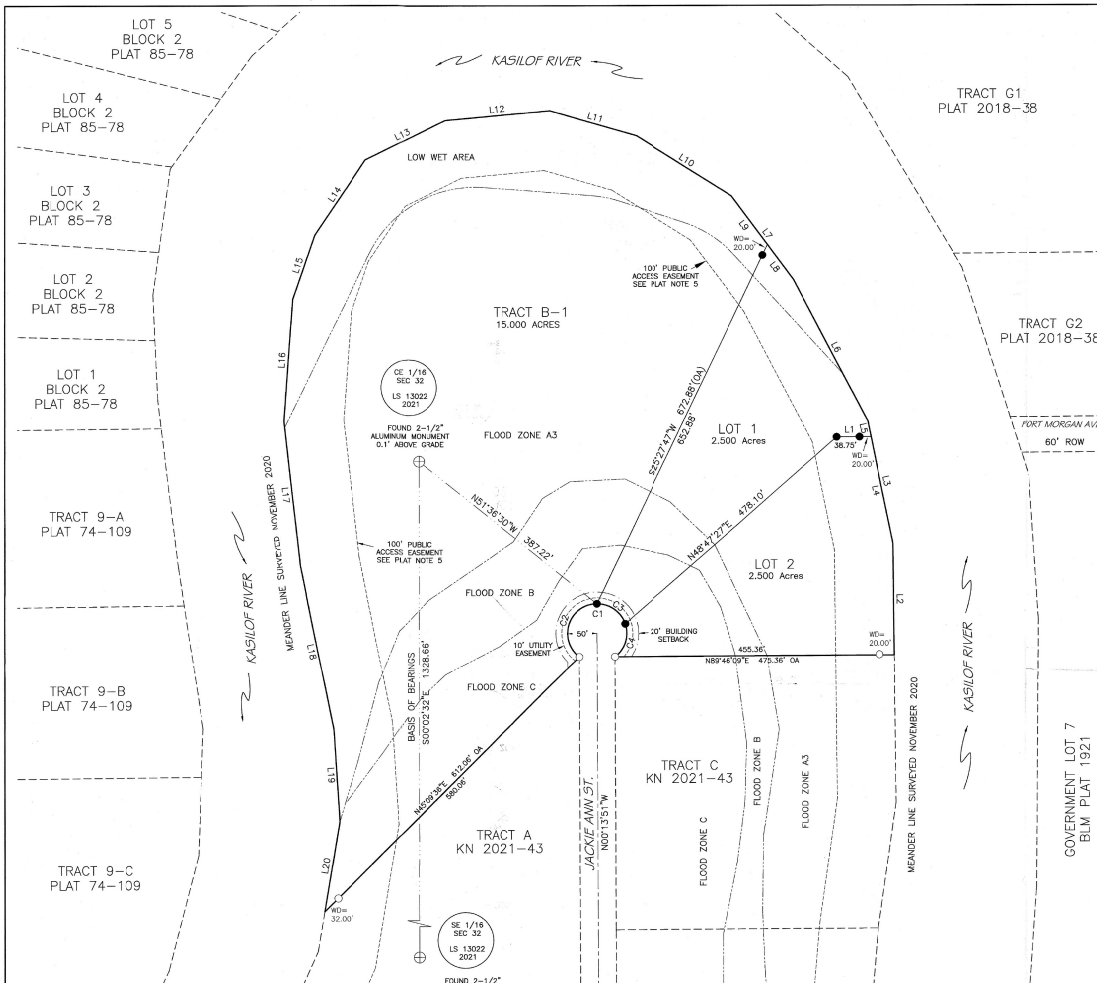 LOT 5
BLOCK 2
PLAT 85-78
LOT 4
BLOCK 2
PLAT 85-78
LOT 3
BLOCK 2
PLAT 85-78
LOT 2
BLOCK 2
PLAT 85-78
LOT 1
BLOCK 2
PLAT 85-78
TRACT 9-A
PLAT 74-109
TRACT 9-B
PLAT 74-109
TRACT 9-C
PLAT 74-109
KASILOF RIVER
MEANDER LINE SURVEYED NOVEMBER 2020
KASILOF RIVER
L12
L11
L13
L10
L14
L15
L16
L17
L18
L19
L20
LOW WET AREA
L9
L7
WD=
20.00'
L8
L6
100' PUBLIC
ACCESS EASEMENT
SEE PLAT NOTE 5
TRACT B-1
15.000 ACRES
CE 1/16
SEC 32
LS 13022
2021
FOUND 2-1/2"
ALUMINUM MONUMENT
0.1' ABOVE GRADE
FLOOD ZONE A3
S25°27'47"W 672.88'(OA)
652.88'
LOT 1
2.500 Acres
L1
38.75'
L5
WD=
20.00'
L3
L4
N51°36'30"W
387.22'
N48°47'27"E 478.10'
100' PUBLIC
ACCESS EASEMENT
SEE PLAT NOTE 5
LOT 2
2.500 Acres
FLOOD ZONE B
C1
C2
C3
C4
50'
10' UTILITY
EASEMENT
20' BUILDING
SETBACK
L2
WD=
20.00'
455.36'
N89°46'09"E 475.36' OA
BASIS OF BEARINGS
S00°02'32"E 1328.66'
FLOOD ZONE C
N45°09'36"E 612.06' OA
580.06'
WD=
32.00'
TRACT A
KN 2021-43
JACKIE ANN ST.
N00°13'51"W
TRACT C
KN 2021-43
FLOOD ZONE C
FLOOD ZONE B
FLOOD ZONE A3
MEANDER LINE SURVEYED NOVEMBER 2020
KASILOF RIVER
SE 1/16
SEC 32
LS 13022
2021
FOUND 2-1/2"
TRACT G1
PLAT 2018-38
TRACT G2
PLAT 2018-38
FORT MORGAN AVE
60' ROW
GOVERNMENT LOT 7
BLM PLAT 1921